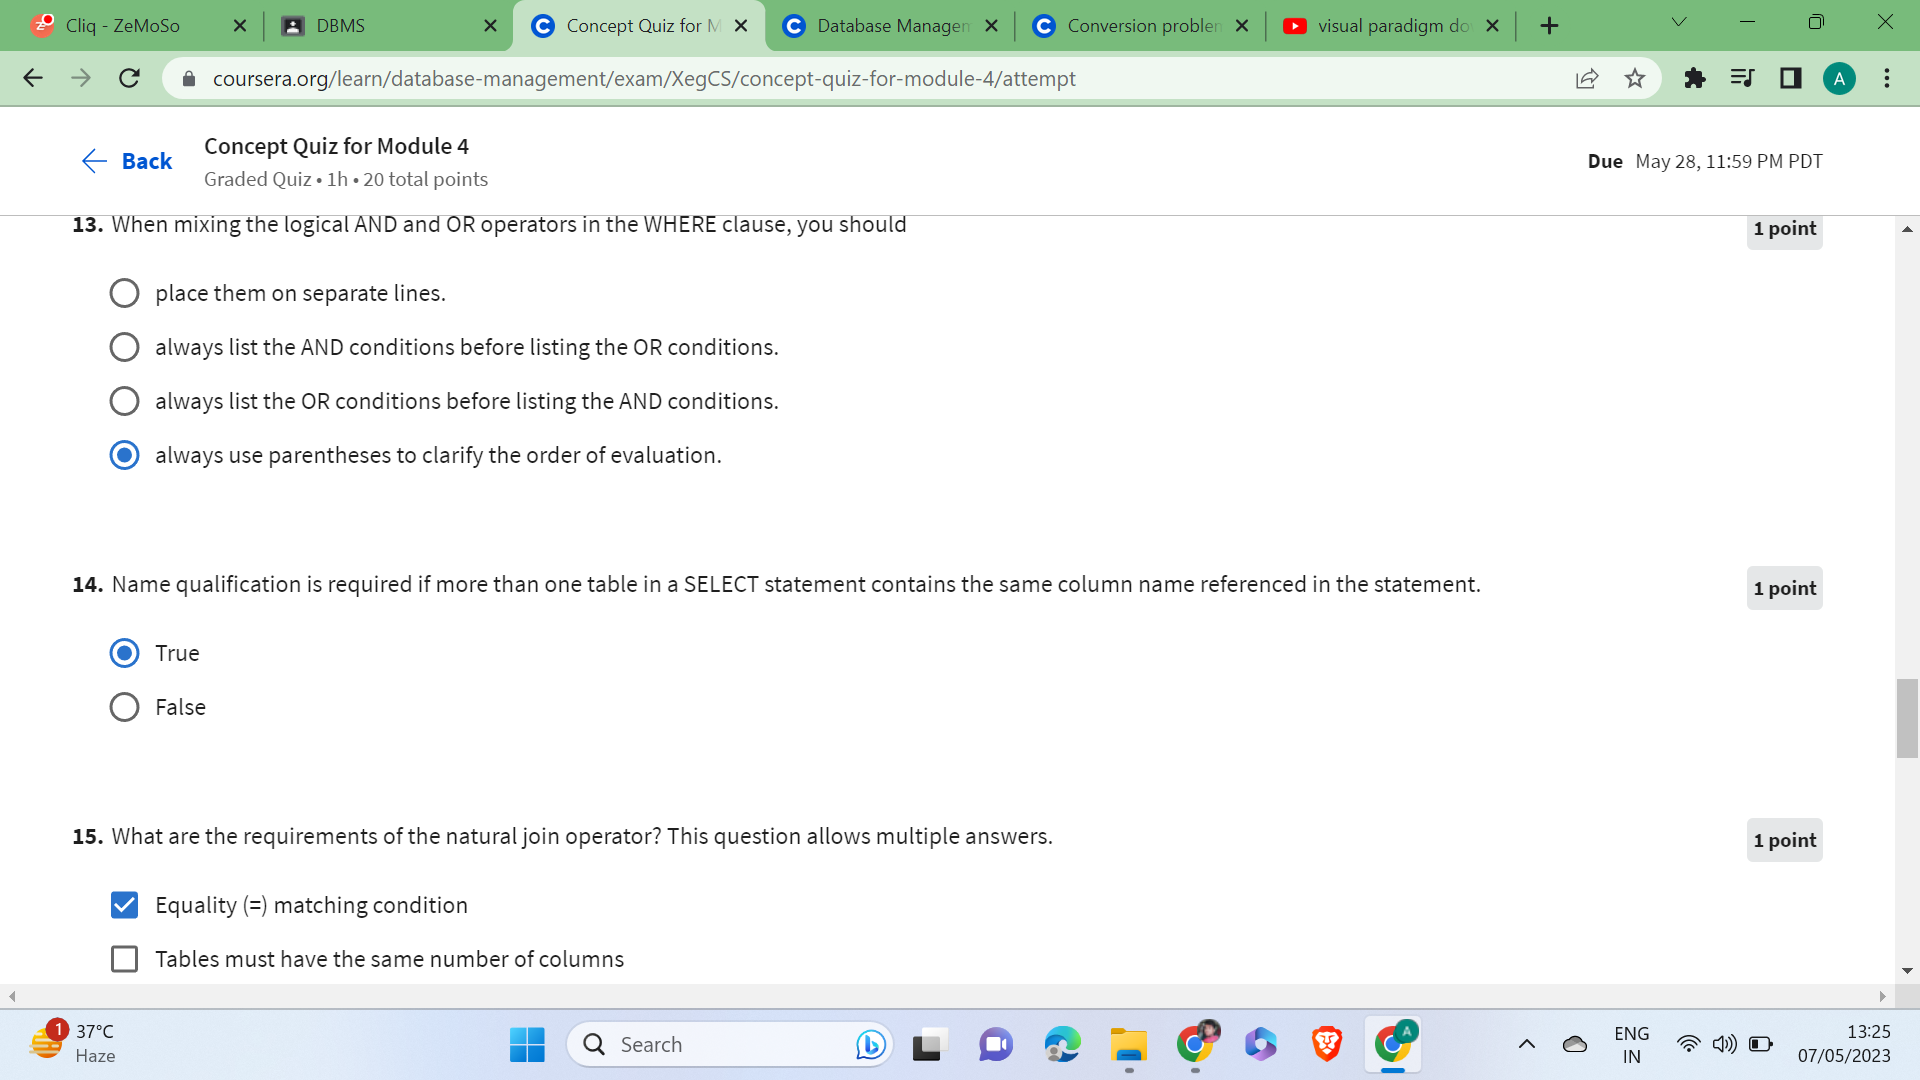 Cliq - ZeMoSo
DBMS
Concept Quiz for M
Database Managem
Conversion problem
visual paradigm do
coursera.org/learn/database-management/exam/XegCS/concept-quiz-for-module-4/attempt
A
Back
Concept Quiz for Module 4
Graded Quiz • 1h • 20 total points
Due May 28, 11:59 PM PDT
13. When mixing the logical AND and OR operators in the WHERE clause, you should
1 point
place them on separate lines.
always list the AND conditions before listing the OR conditions.
always list the OR conditions before listing the AND conditions.
always use parentheses to clarify the order of evaluation.
14. Name qualification is required if more than one table in a SELECT statement contains the same column name referenced in the statement.
1 point
True
False
15. What are the requirements of the natural join operator? This question allows multiple answers.
1 point
Equality (=) matching condition
Tables must have the same number of columns
1
37°C
Haze
Search
A
ENG
IN
13:25
07/05/2023